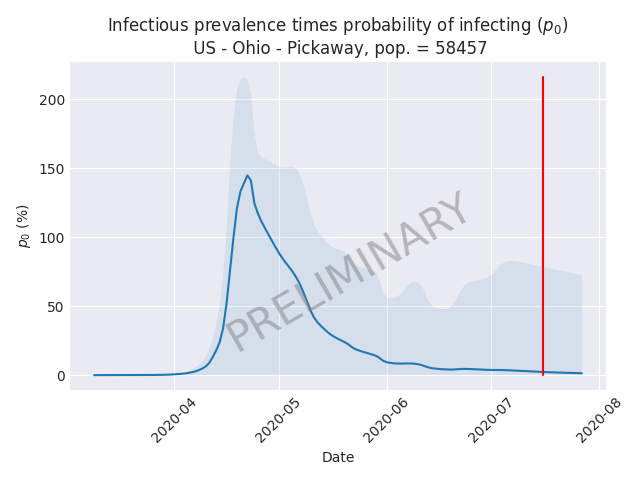 Infectious prevalence times probability of infecting (p₀)
US - Ohio - Pickaway, pop. = 58457
200
150
100
50
0
p₀ (%)
PRELIMINARY
2020-04
2020-05
2020-06
2020-07
2020-08
Date